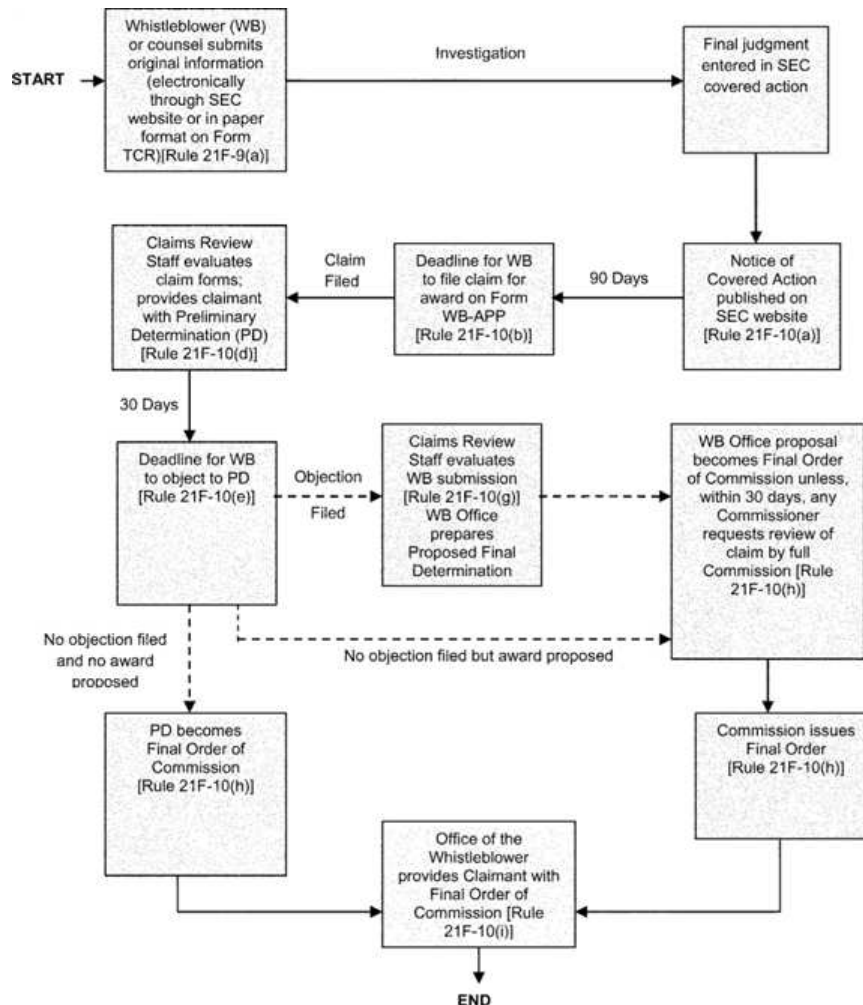 START
Whistleblower (WB)
or counsel submits
original information
(electronically
through SEC
website or in paper
format on Form
TCR)[Rule 21F-9(a)]
Investigation
Final judgment
entered in SEC
covered action
Claims Review
Staff evaluates
claim forms;
provides claimant
with Preliminary
Determination (PD)
[Rule 21F-10(d)]
Claim
Filed
Deadline for WB
to file claim for
award on Form
WB-APP
[Rule 21F-10(b)]
90 Days
Notice of
Covered Action
published on
SEC website
[Rule 21F-10(a)]
30 Days
Deadline for WB
to object to PD
[Rule 21F-10(e)]
Objection
Filed
Claims Review
Staff evaluates
WB submission
[Rule 21F-10(g)]
WB Office
prepares
Proposed Final
Determination
WB Office proposal
becomes Final Order
of Commission unless,
within 30 days, any
Commissioner
requests review of
claim by full
Commission [Rule
21F-10(h)]
No objection filed
and no award
proposed
No objection filed but award proposed
PD becomes
Final Order of
Commission
[Rule 21F-10(h)]
Commission issues
Final Order
[Rule 21F-10(h)]
Office of the
Whistleblower
provides Claimant with
Final Order of
Commission [Rule
21F-10(i)]
END